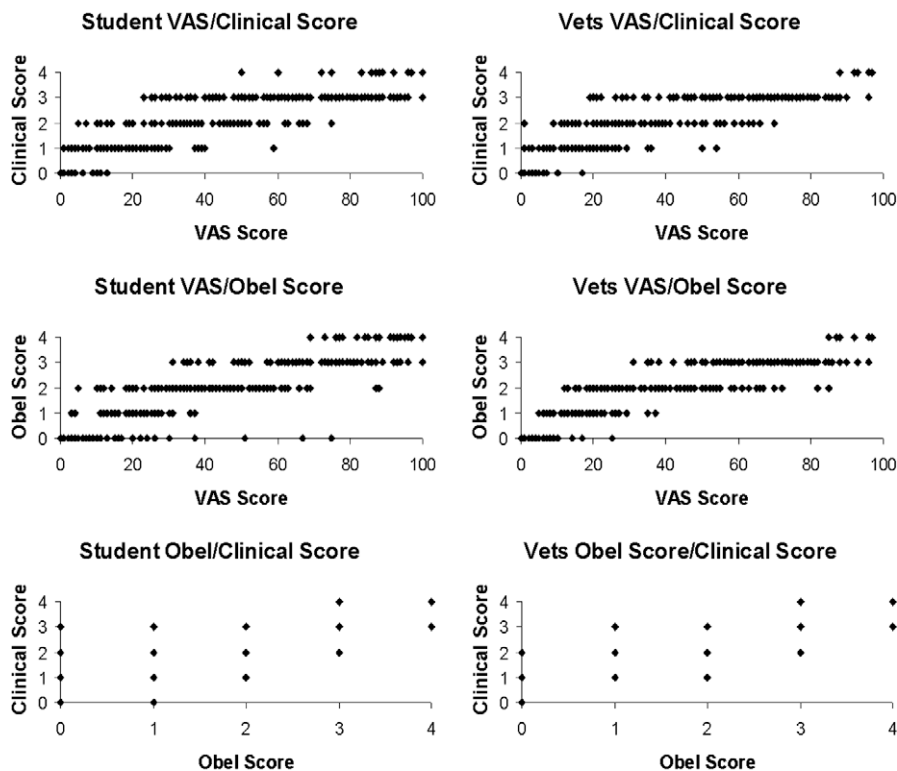 Student VAS/Clinical Score
Clinical Score
4
3
2
1
0
0 20 40 60 80 100
VAS Score
Vets VAS/Clinical Score
Clinical Score
4
3
2
1
0
0 20 40 60 80 100
VAS Score
Student VAS/Obel Score
Obel Score
4
3
2
1
0
0 20 40 60 80 100
VAS Score
Vets VAS/Obel Score
Obel Score
4
3
2
1
0
0 20 40 60 80 100
VAS Score
Student Obel/Clinical Score
Clinical Score
4
3
2
1
0
0 1 2 3 4
Obel Score
Vets Obel Score/Clinical Score
Clinical Score
4
3
2
1
0
0 1 2 3 4
Obel Score